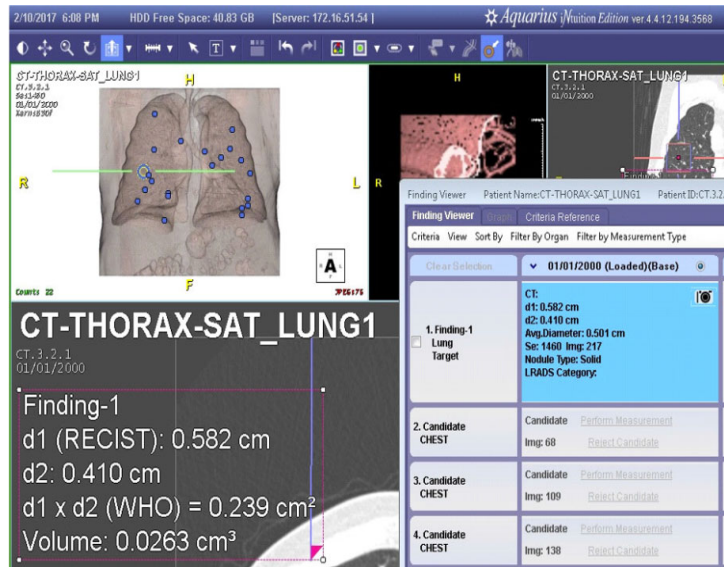 2/10/2017 6:08 PM HDD Free Space: 40.83 GB [Server: 172.16.51.54 ] Aquarius iNtuition Edition ver.4.4.12.194.3568
CT-THORAX-SAT_LUNG1
CT.3.2.1
01/01/2000
H
R
L
F
A
Counts 22
JPEG:75
H
R
CT-THORAX-SAT_LUNG1
CT.3.2.1
01/01/2000
Finding-1
CT-THORAX-SAT_LUNG1
CT.3.2.1
01/01/2000
Finding-1
d1 (RECIST): 0.582 cm
d2: 0.410 cm
d1 x d2 (WHO) = 0.239 cm²
Volume: 0.0263 cm³
Finding Viewer Patient Name:CT-THORAX-SAT_LUNG1 Patient ID:CT.3.2
Finding Viewer Graph Criteria Reference
Criteria View Sort By Filter By Organ Filter by Measurement Type
Clear Selection 01/01/2000 (Loaded)(Base)
1. Finding-1
Lung
Target
CT:
d1: 0.582 cm
d2: 0.410 cm
Avg.Diameter: 0.501 cm
Se: 1460 Img: 217
Nodule Type: Solid
LRADS Category:
2. Candidate
CHEST
Candidate Perform Measurement
Img: 68 Reject Candidate
3. Candidate
CHEST
Candidate Perform Measurement
Img: 109 Reject Candidate
4. Candidate
CHEST
Candidate Perform Measurement
Img: 138 Reject Candidate